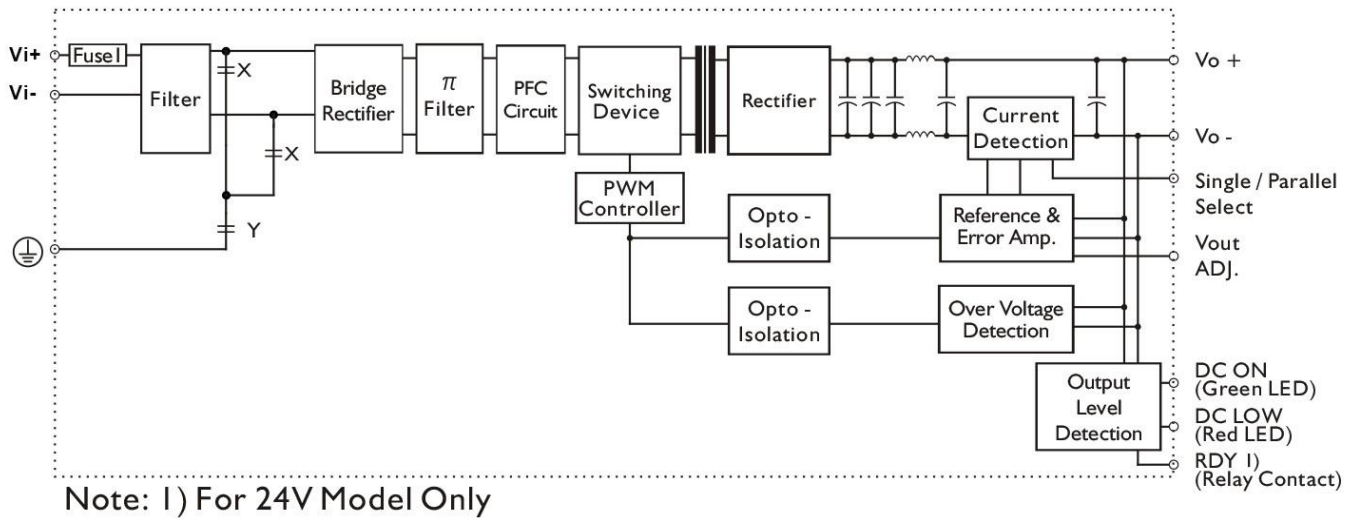 Vi+
Fuse1
Vi-
Filter
X
X
Y
Bridge
Rectifier
π
Filter
PFC
Circuit
Switching
Device
Rectifier
Current
Detection
Vo +
Vo -
PWM
Controller
Opto -
Isolation
Reference &
Error Amp.
Single / Parallel
Select
Vout
ADJ.
Opto -
Isolation
Over Voltage
Detection
Output
Level
Detection
DC ON
(Green LED)
DC LOW
(Red LED)
RDY 1)
(Relay Contact)
Note: 1) For 24V Model Only